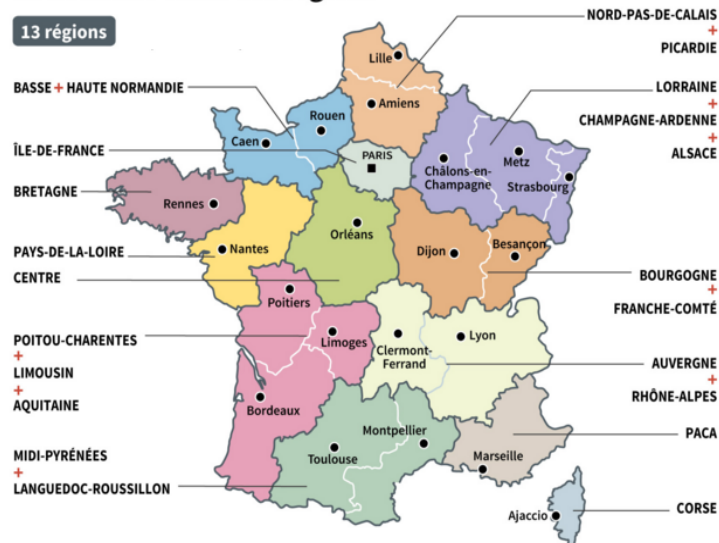 13 régions
NORD-PAS-DE-CALAIS
+
PICARDIE
LORRAINE
+
CHAMPAGNE-ARDENNE
+
ALSACE
BASSE + HAUTE NORMANDIE
ÎLE-DE-FRANCE
BRETAGNE
PAYS-DE-LA-LOIRE
CENTRE
POITOU-CHARENTES
+
LIMOUSIN
+
AQUITAINE
MIDI-PYRÉNÉES
+
LANGUEDOC-ROUSSILLON
BOURGOGNE
+
FRANCHE-COMTÉ
AUVERGNE
+
RHÔNE-ALPES
PACA
CORSE
Lille
Amiens
Rouen
Caen
PARIS
Châlons-en-
Champagne
Metz
Strasbourg
Rennes
Nantes
Orléans
Dijon
Besançon
Poitiers
Limoges
Clermont-
Ferrand
Lyon
Bordeaux
Toulouse
Montpellier
Marseille
Ajaccio